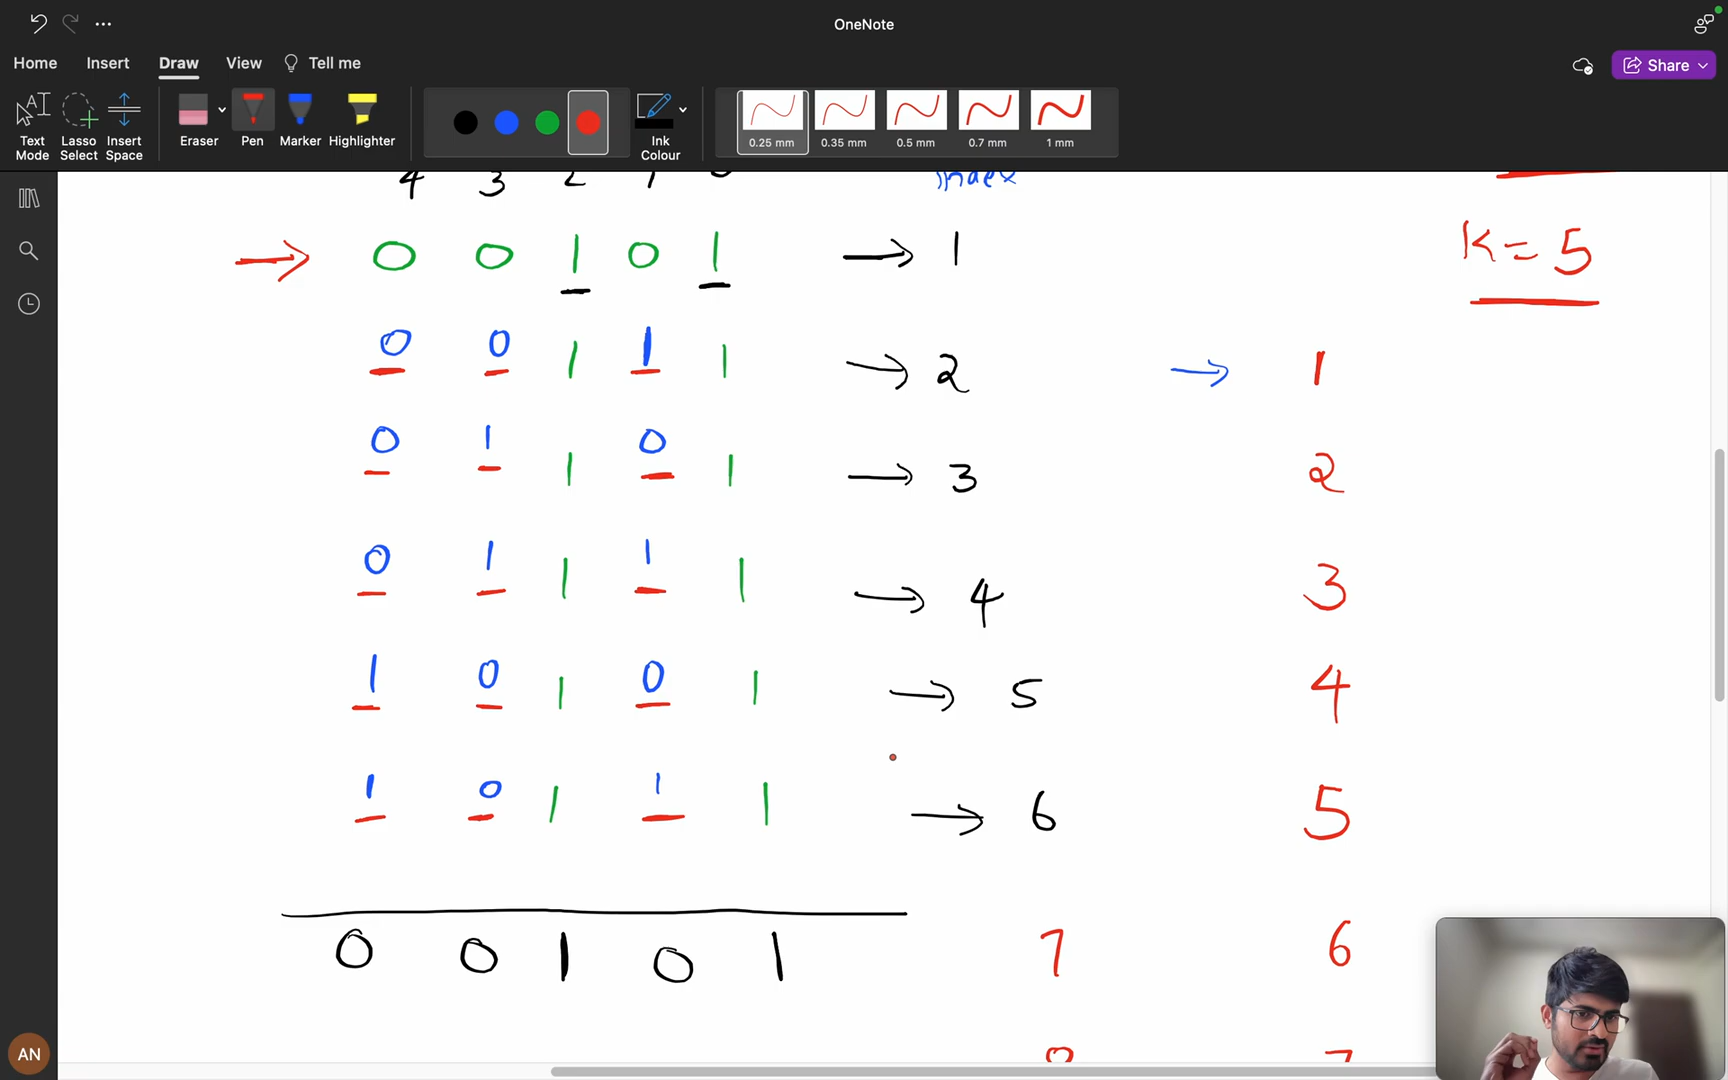 OneNote
Home Insert Draw View Tell me
Share
Text Mode
Lasso Select
Insert Space
Eraser
Pen
Marker
Highlighter
Ink Colour
0.25 mm
0.35 mm
0.5 mm
0.7 mm
1 mm
4 3 2 1 0 index
→ 0 0 1 0 1 → 1 K = 5
0 0 1 1 1 → 2 → 1
0 1 1 0 1 → 3 2
0 1 1 1 1 → 4 3
1 0 1 0 1 → 5 4
1 0 1 1 1 → 6 5
0 0 1 0 1 7 6
AN